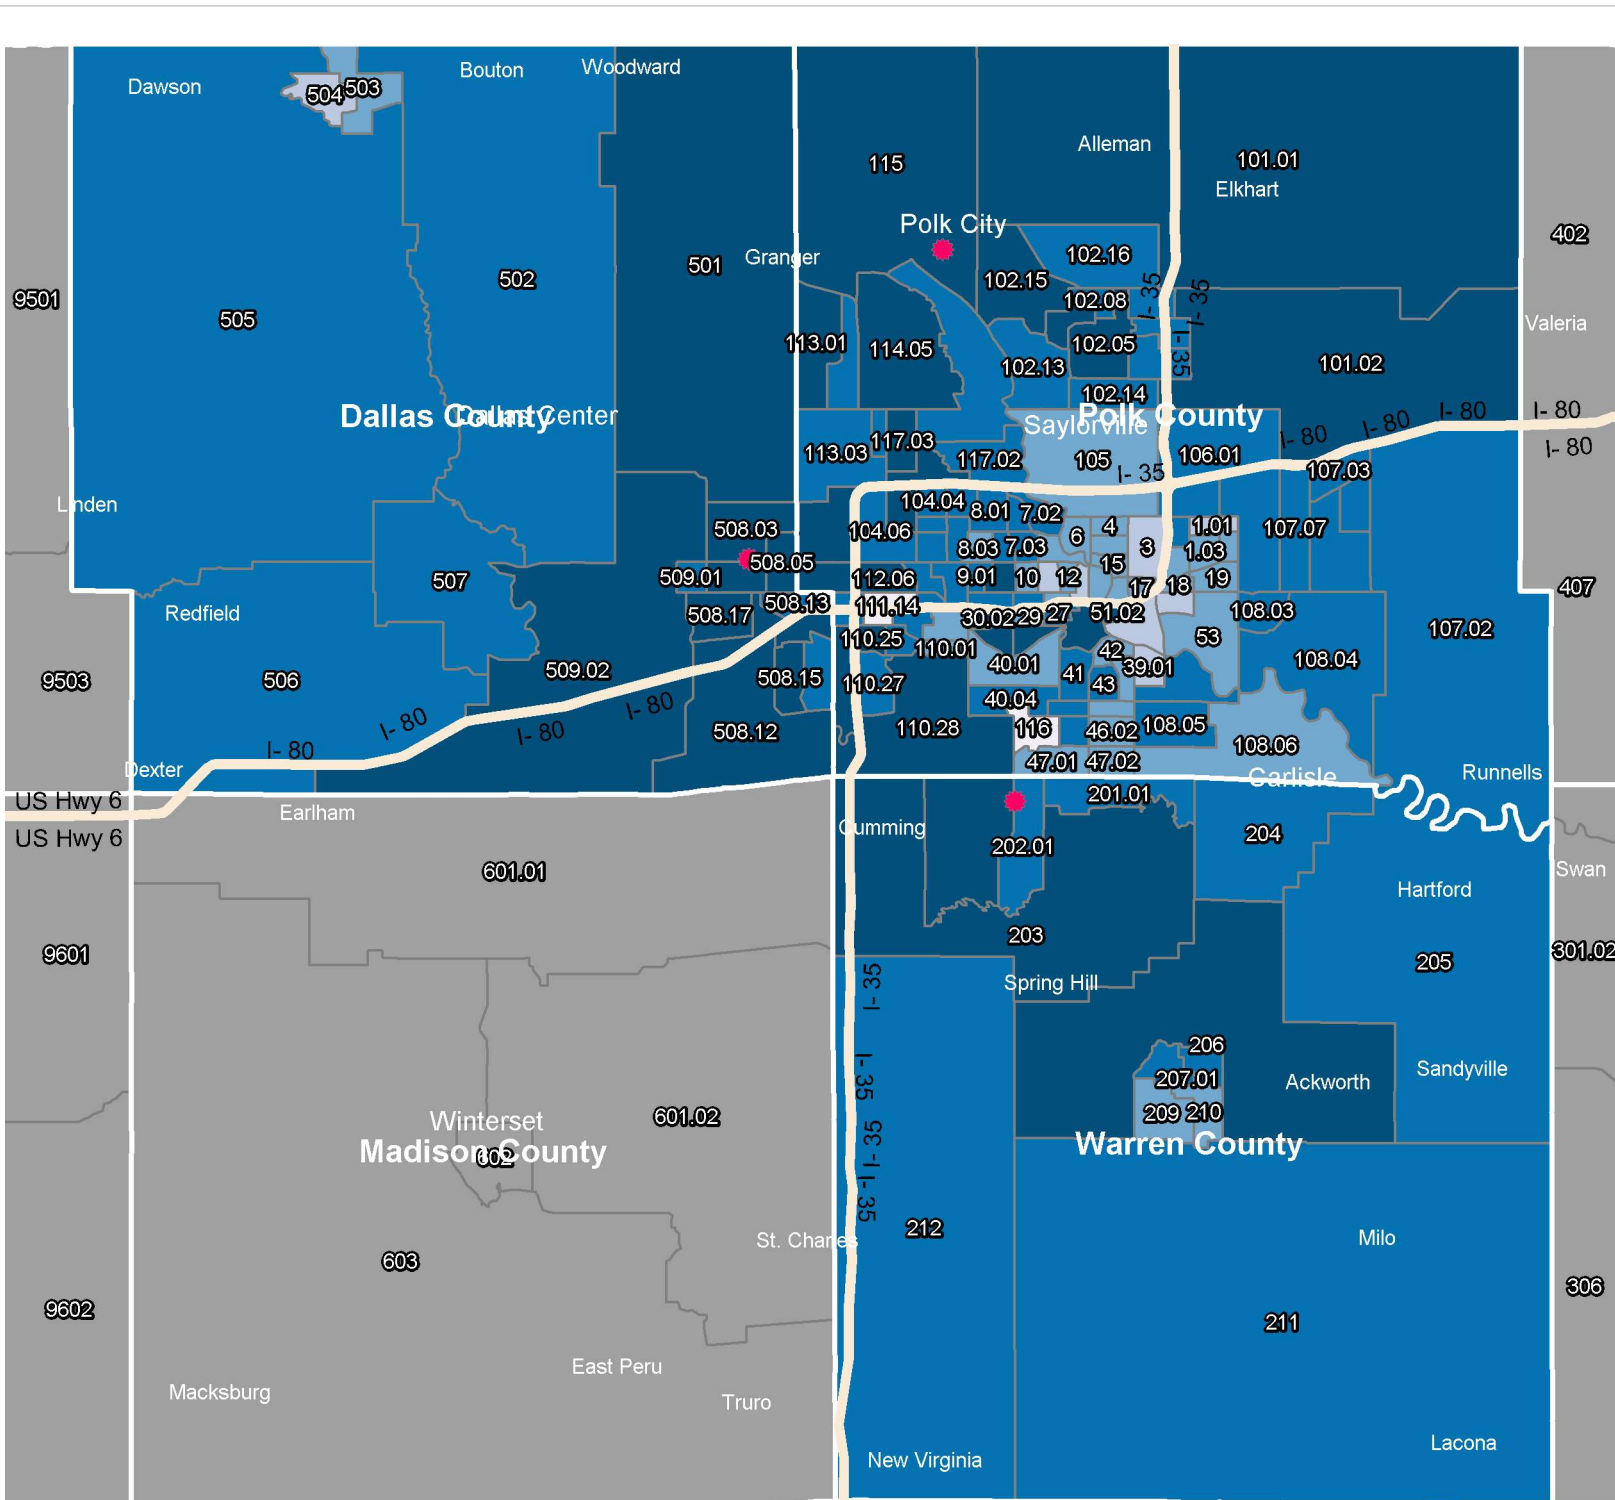 Dawson
Bouton
Woodward
504
503
Alleman
115
101.01
Elkhart
Polk City
402
102.16
Granger
501
502
102.15
9501
102.08
I- 35
I- 35
505
Valeria
113.01
114.05
102.05
I- 35
102.13
101.02
102.14
Dallas County
Dallas Center
Polk County
Saylorville
I- 80
I- 80
I- 80
I- 80
I- 80
113.03
117.03
117.02
105
106.01
I- 35
107.03
Linden
104.04
8.01
7.02
508.03
104.06
6
4
1.01
107.07
8.03
7.03
3
1.03
508.05
15
507
509.01
112.06
9.01
10
12
17
18
19
407
Redfield
508.17
508.13
111.14
30.02
29
27
51.02
108.03
107.02
110.25
110.01
53
42
108.04
509.02
40.01
39.01
9503
506
508.15
110.27
41
43
40.04
I- 80
I- 80
I- 80
I- 80
508.12
110.28
116
46.02
108.05
108.06
47.01
47.02
Dexter
Carlisle
Runnells
US Hwy 6
US Hwy 6
Earlham
201.01
Cumming
204
202.01
601.01
Swan
Hartford
203
9601
205
301.02
Spring Hill
I- 35
206
I- 35
207.01
Ackworth
Sandyville
601.02
209
210
Winterset
Madison County
602
I- 35
Warren County
I- 35
212
St. Charles
Milo
603
9602
306
211
East Peru
Macksburg
Truro
Lacona
New Virginia